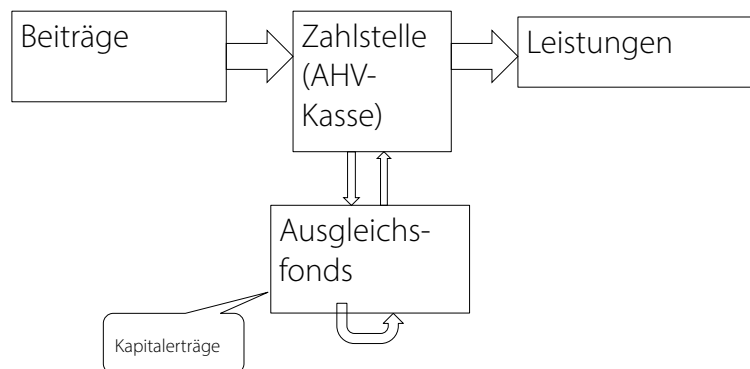 Beiträge
Zahlstelle
(AHV-
Kasse)
Leistungen
Ausgleichs-
fonds
Kapitalerträge